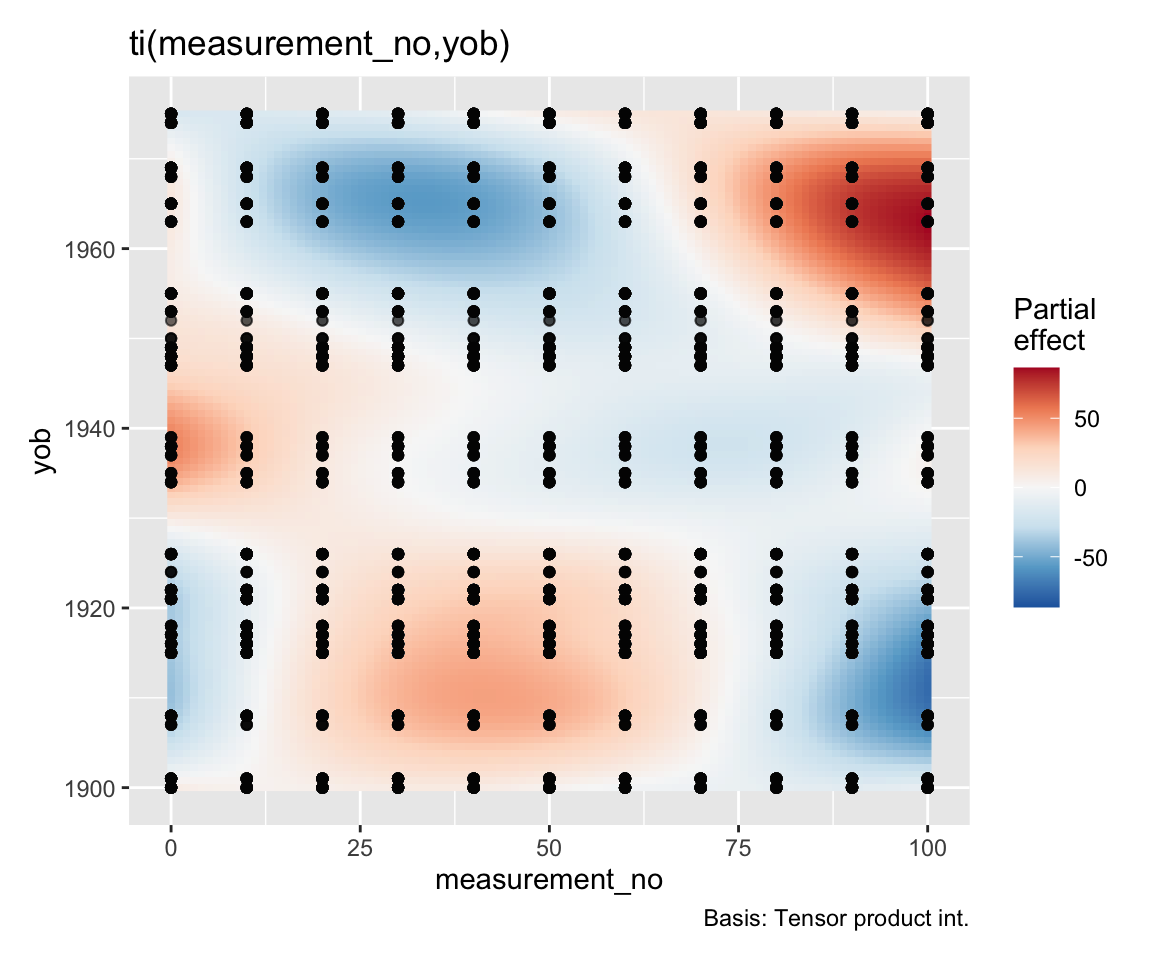 ti(measurement_no,yob)
yob
1960
1940
1920
1900
0 25 50 75 100
measurement_no
Partial
effect
50
0
-50
Basis: Tensor product int.